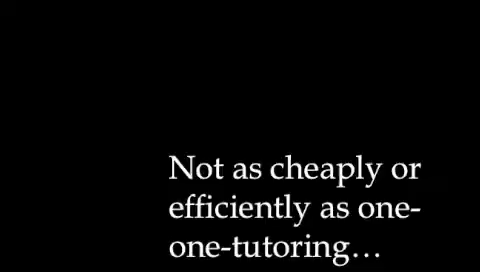 Not as cheaply or
efficiently as one-
one-tutoring…